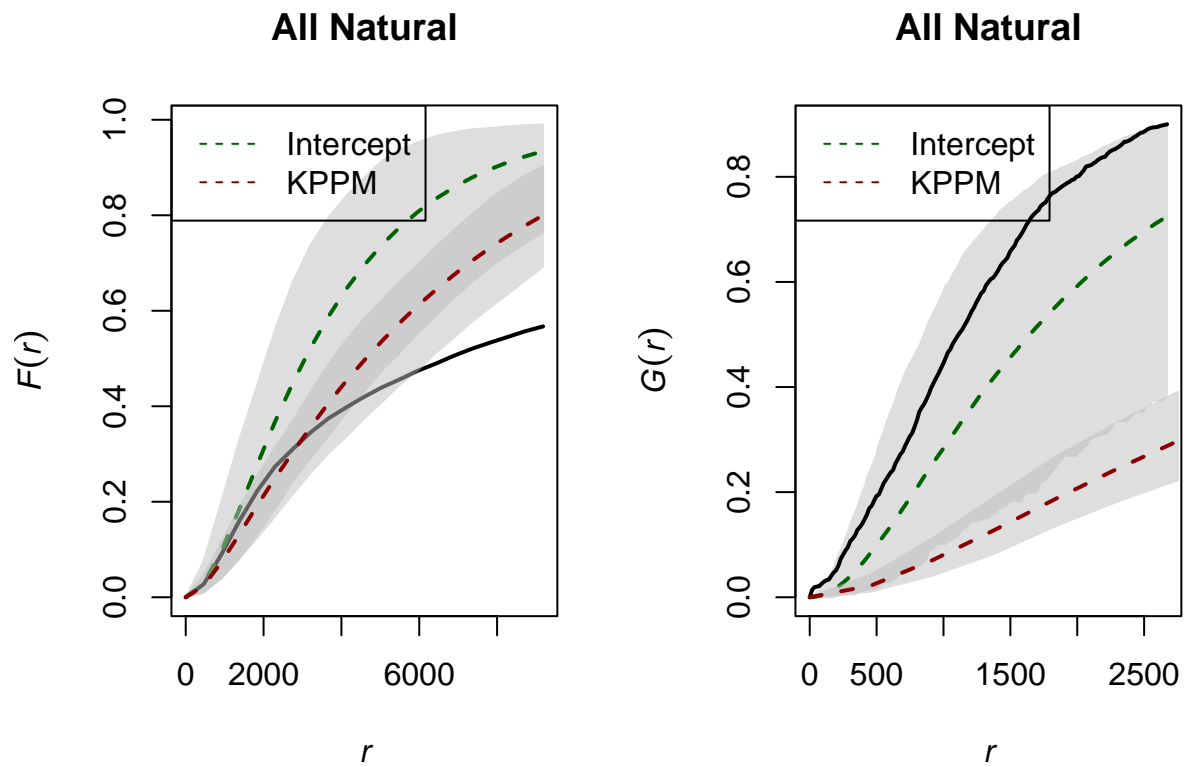 All Natural
Intercept
KPPM
F(r)
0.0 0.2 0.4 0.6 0.8 1.0
0 2000 6000
r
All Natural
Intercept
KPPM
G(r)
0.0 0.2 0.4 0.6 0.8
0 500 1500 2500
r